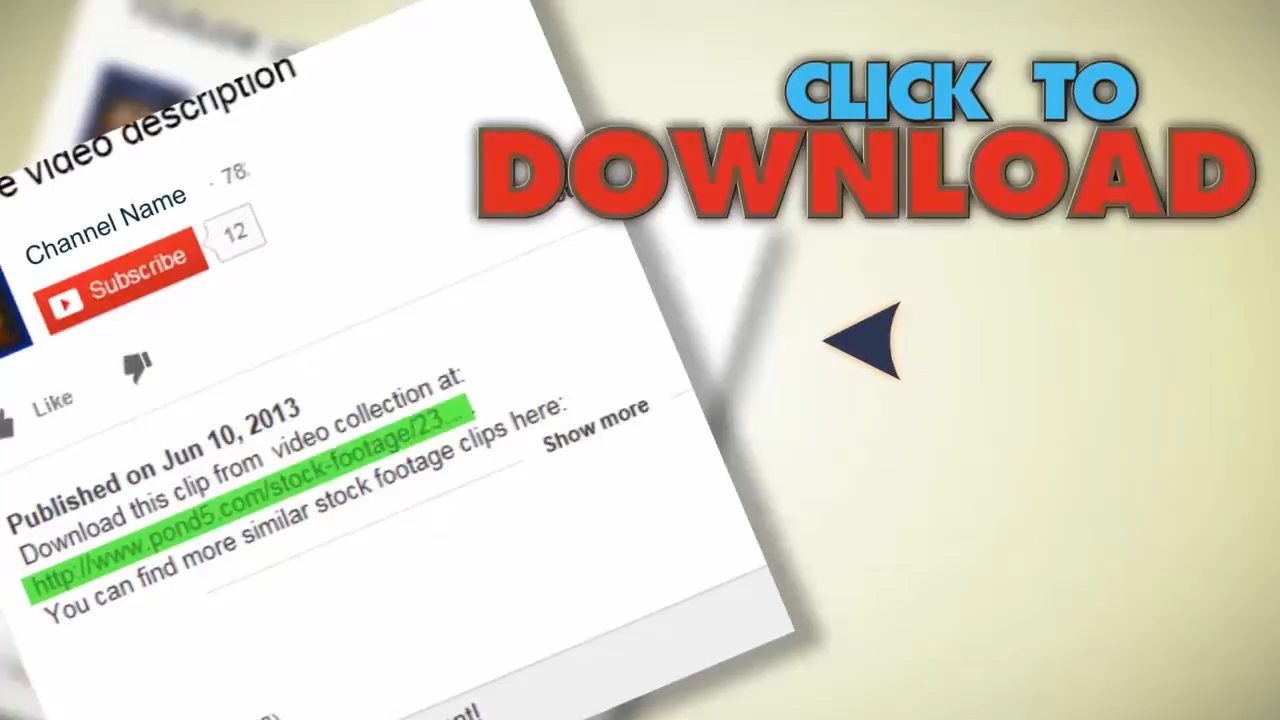 CLICK TO
DOWNLOAD
e video description
Channel Name
78
Subscribe
12
Like
Published on Jun 10, 2013
Download this clip from video collection at:
http://www.pond5.com/stock-footage/23...
You can find more similar stock footage clips here:
Show more